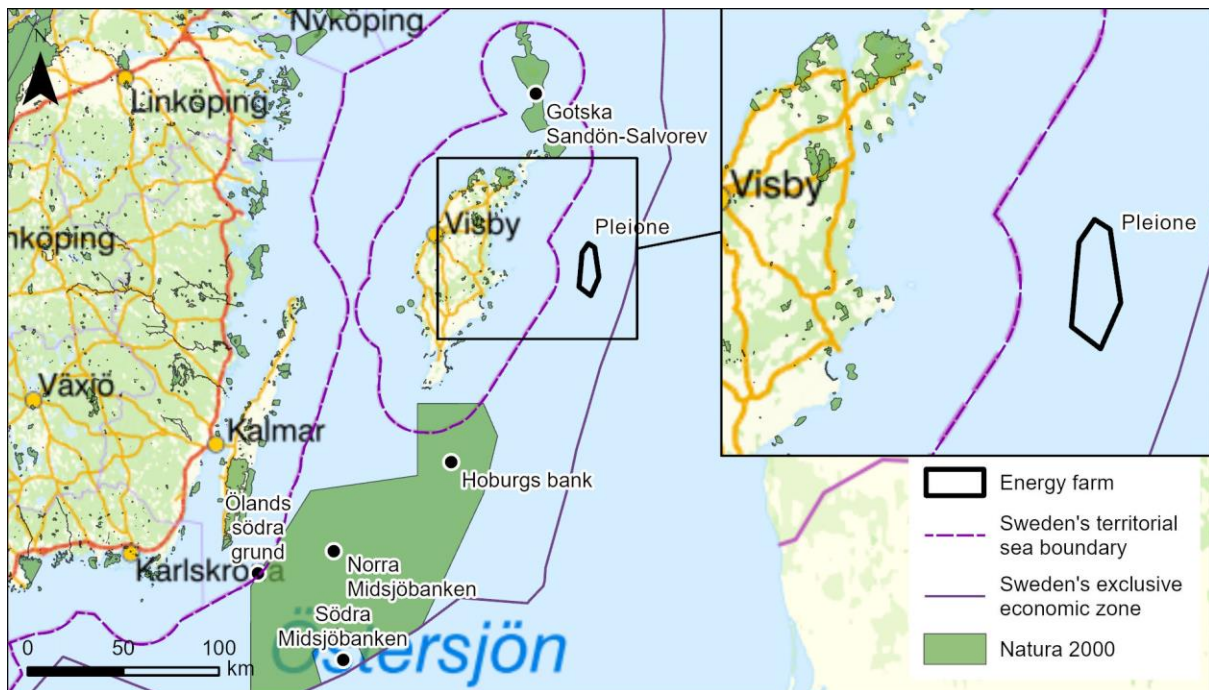 Nyköping
N
Linköping
Gotska
Sandön-Salvorev
Visby
Pleione
Visby
Pleione
nköping
Växjö
Kalmar
Hoburgs bank
Ölands
södra
grund
Norra
Midsjöbanken
Södra
Midsjöbanken
Östersjön
0 50 100
km
Energy farm
Sweden's territorial
sea boundary
Sweden's exclusive
economic zone
Natura 2000